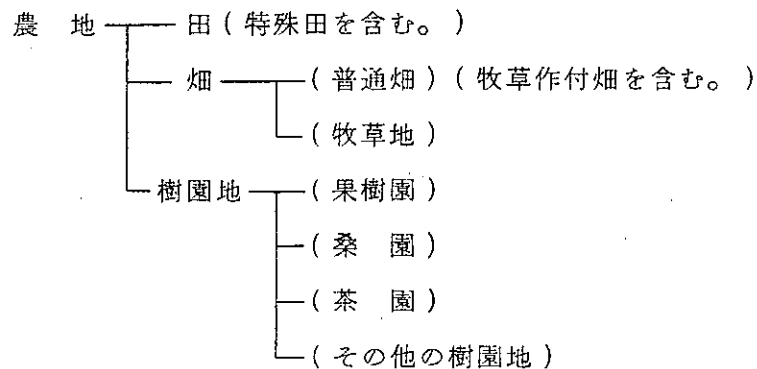 農　地 田(特殊田を含む。)
畑 (普通畑)(牧草作付畑を含む。)
(牧草地)
樹園地 (果樹園)
(桑　園)
(茶　園)
(その他の樹園地)